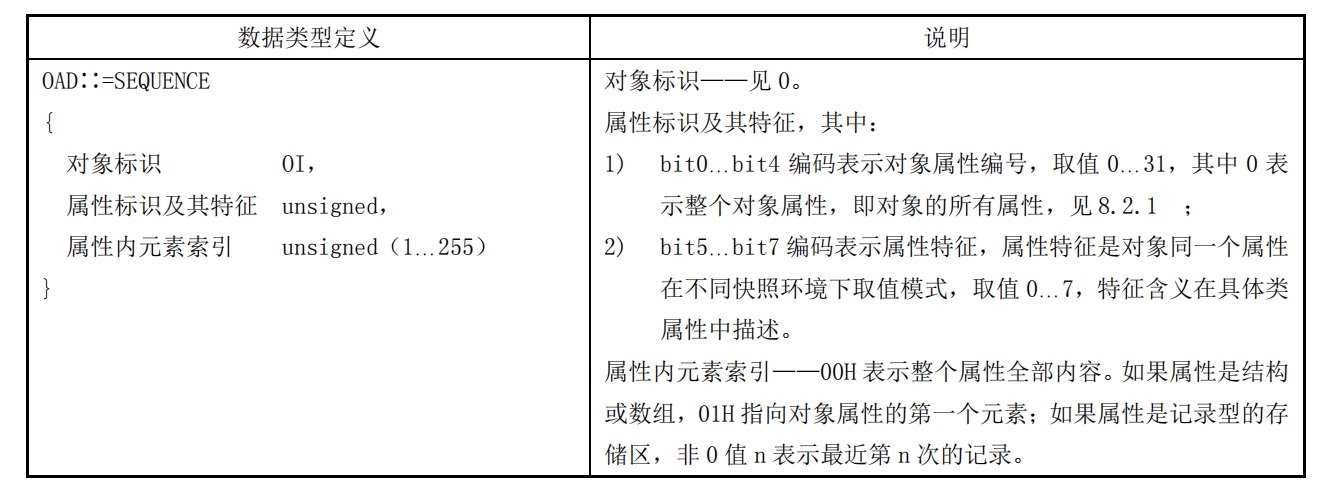 数据类型定义
说明
OAD∷=SEQUENCE
{
对象标识 OI,
属性标识及其特征 unsigned,
属性内元素索引 unsigned（1…255）
}
对象标识——见 0。
属性标识及其特征，其中：
1) bit0…bit4 编码表示对象属性编号，取值 0…31，其中 0 表
示整个对象属性，即对象的所有属性，见8.2.1 ；
2) bit5…bit7 编码表示属性特征，属性特征是对象同一个属性
在不同快照环境下取值模式，取值 0…7，特征含义在具体类
属性中描述。
属性内元素索引——00H 表示整个属性全部内容。如果属性是结构
或数组，01H 指向对象属性的第一个元素；如果属性是记录型的存
储区，非 0 值 n 表示最近第 n 次的记录。